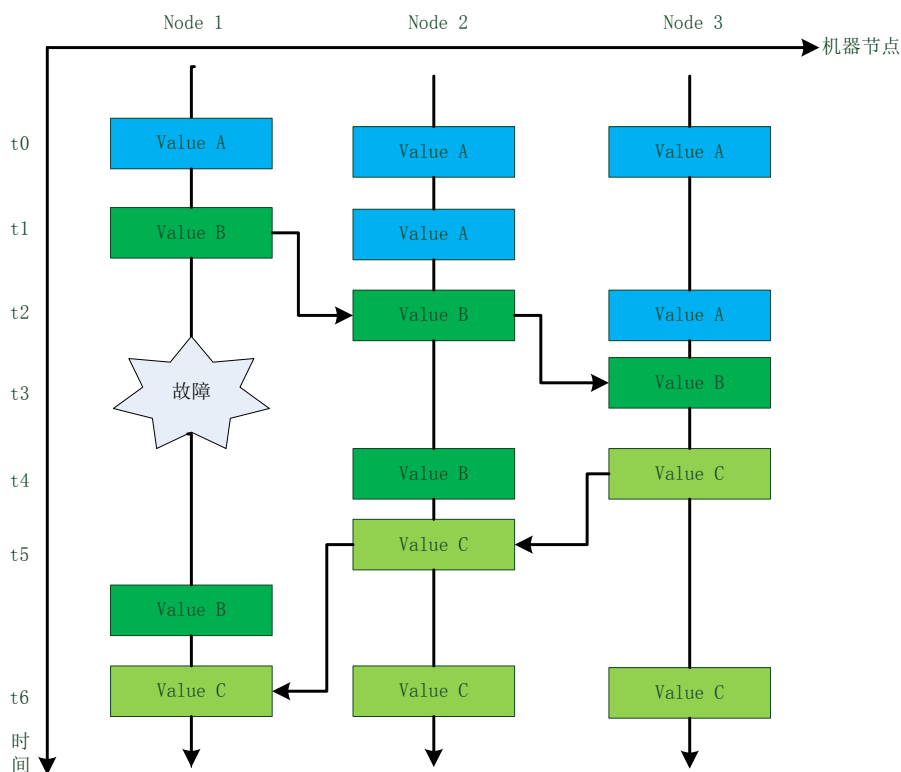 Node 1
Node 2
Node 3
机器节点
t0
Value A
Value A
Value A
t1
Value B
Value A
t2
Value B
Value A
t3
故障
Value B
t4
Value B
Value C
t5
Value C
Value B
t6
Value C
Value C
Value C
时
间